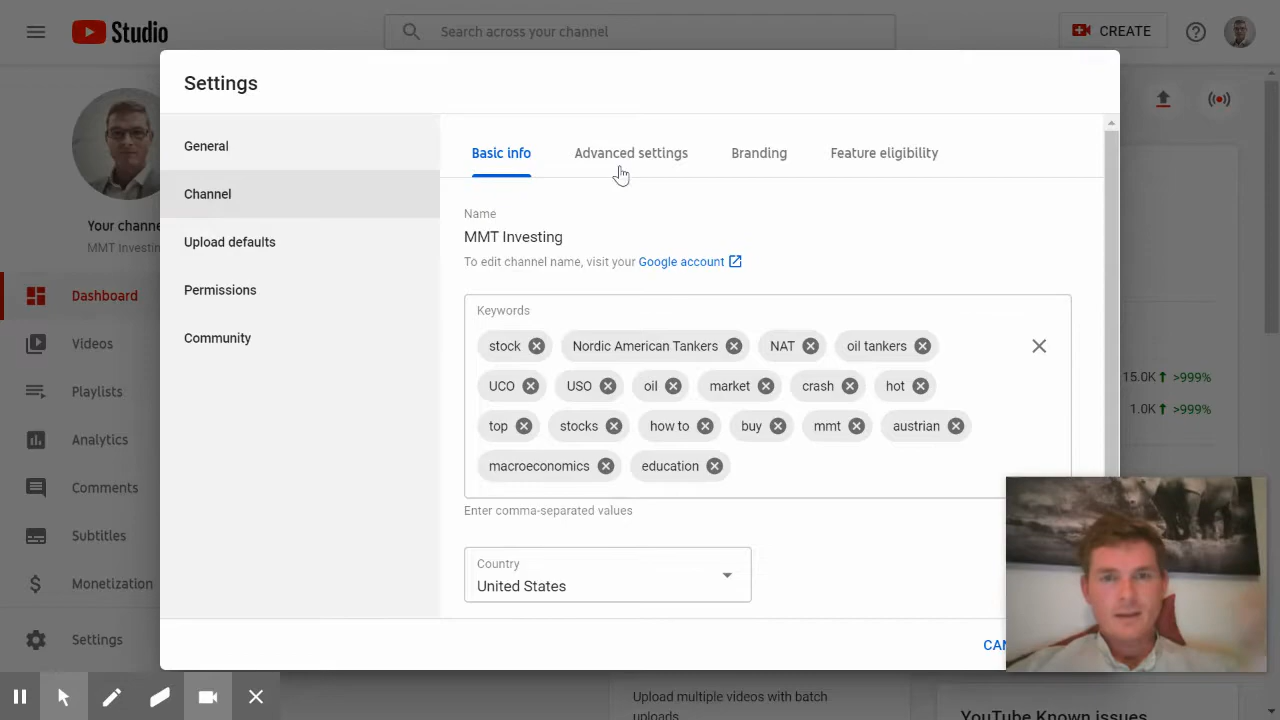 Studio
Search across your channel
CREATE
Settings
General
Channel
Upload defaults
Permissions
Community
Basic info
Advanced settings
Branding
Feature eligibility
Name
MMT Investing
To edit channel name, visit your Google account
Keywords
stock Nordic American Tankers NAT oil tankers
UCO USO oil market crash hot
top stocks how to buy mmt austrian
macroeconomics education
Enter comma-separated values
Country
United States
Your
MMT
Dashboard
Videos
Playlists
Analytics
Comments
Subtitles
Monetization
Settings
15.0K >999%
1.0K >999%
Upload multiple videos with batch
uploads.
YouTube Known issues